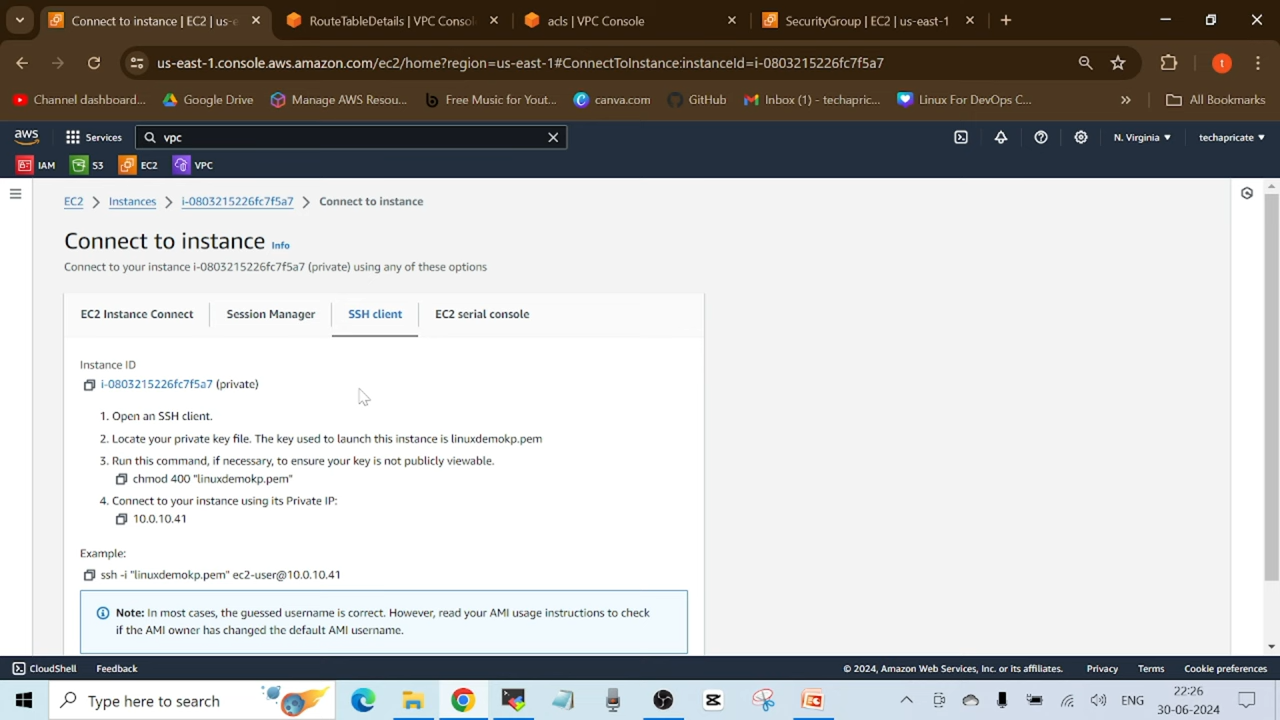 Connect to instance | EC2 | us-e
RouteTableDetails | VPC Consol
acls | VPC Console
SecurityGroup | EC2 | us-east-1
us-east-1.console.aws.amazon.com/ec2/home?region=us-east-1#ConnectToInstance:instanceId=i-0803215226fc7f5a7
t
Channel dashboard...
Google Drive
Manage AWS Resou...
Free Music for Yout...
canva.com
GitHub
Inbox (1) - techapric...
Linux For DevOps C...
»
All Bookmarks
aws
Services
vpc
N. Virginia
techapricate
IAM
S3
EC2
VPC
EC2 > Instances > i-0803215226fc7f5a7 > Connect to instance
Connect to instance Info
Connect to your instance i-0803215226fc7f5a7 (private) using any of these options
EC2 Instance Connect
Session Manager
SSH client
EC2 serial console
Instance ID
i-0803215226fc7f5a7 (private)
1. Open an SSH client.
2. Locate your private key file. The key used to launch this instance is linuxdemokp.pem
3. Run this command, if necessary, to ensure your key is not publicly viewable.
chmod 400 "linuxdemokp.pem"
4. Connect to your instance using its Private IP:
10.0.10.41
Example:
ssh -i "linuxdemokp.pem" ec2-user@10.0.10.41
Note: In most cases, the guessed username is correct. However, read your AMI usage instructions to check
if the AMI owner has changed the default AMI username.
CloudShell
Feedback
© 2024, Amazon Web Services, Inc. or its affiliates.
Privacy
Terms
Cookie preferences
Type here to search
ENG
22:26
30-06-2024